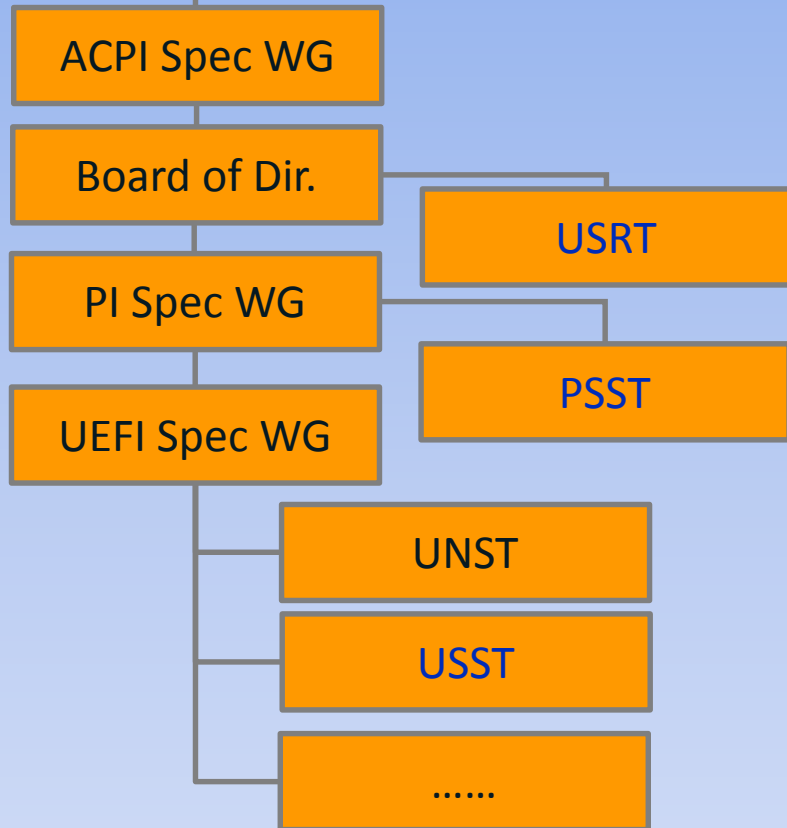 ACPI Spec WG
Board of Dir.
USRT
PI Spec WG
PSST
UEFI Spec WG
UNST
USST
......